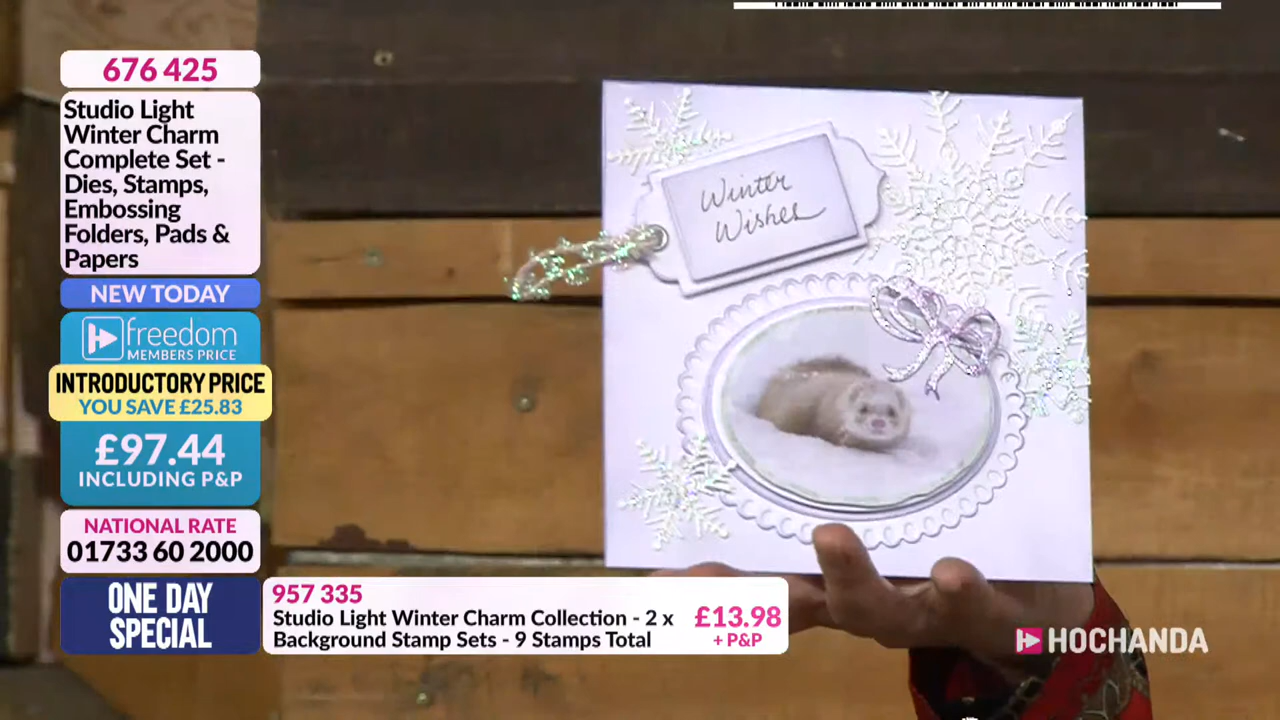 676 425
Studio Light
Winter Charm
Complete Set -
Dies, Stamps,
Embossing
Folders, Pads &
Papers
NEW TODAY
freedom
MEMBERS PRICE
INTRODUCTORY PRICE
YOU SAVE £25.83
£97.44
INCLUDING P&P
NATIONAL RATE
01733 60 2000
ONE DAY
SPECIAL
957 335
Studio Light Winter Charm Collection - 2 x
Background Stamp Sets - 9 Stamps Total
£13.98
+ P&P
Winter
Wishes
HOCHANDA